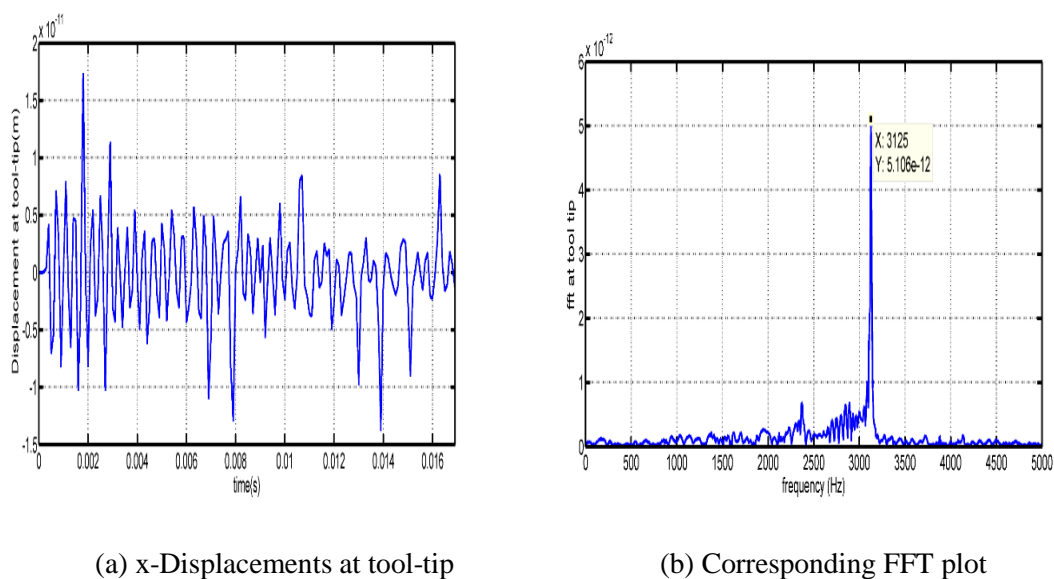 x 10^-11
2
1.5
1
0.5
0
-0.5
-1
-1.5
0 0.002 0.004 0.006 0.008 0.01 0.012 0.014 0.016
time(s)
Displacement at tool-tip(m)
x 10^-12
6
5
4
3
2
1
0
0 500 1000 1500 2000 2500 3000 3500 4000 4500 5000
frequency (Hz)
fft at tool tip
X: 3125
Y: 5.106e-12
(a) x-Displacements at tool-tip
(b) Corresponding FFT plot